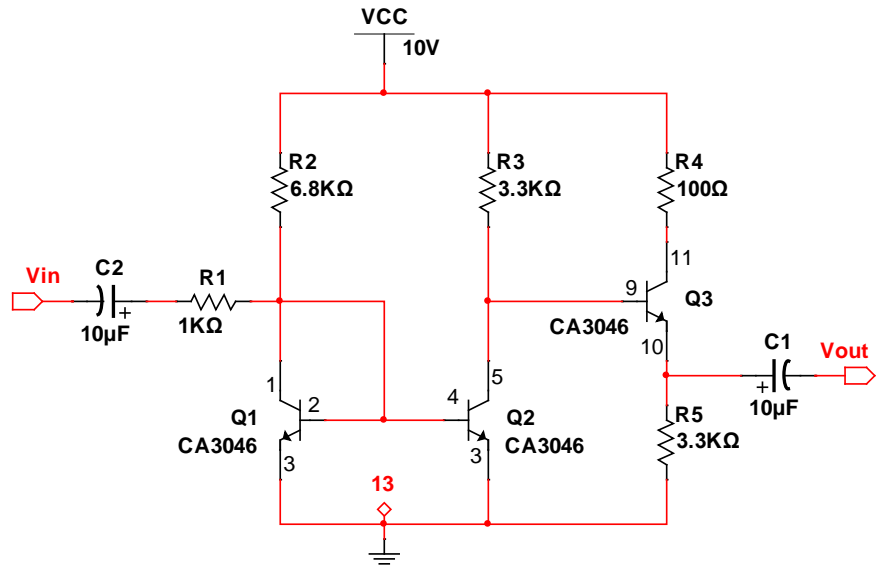 VCC
10V
R2
6.8KΩ
R3
3.3KΩ
R4
100Ω
Vin
C2
+
10µF
R1
1KΩ
11
9
Q3
CA3046
10
C1
Vout
+
10µF
1
2
Q1
CA3046
3
5
4
Q2
CA3046
3
R5
3.3KΩ
13